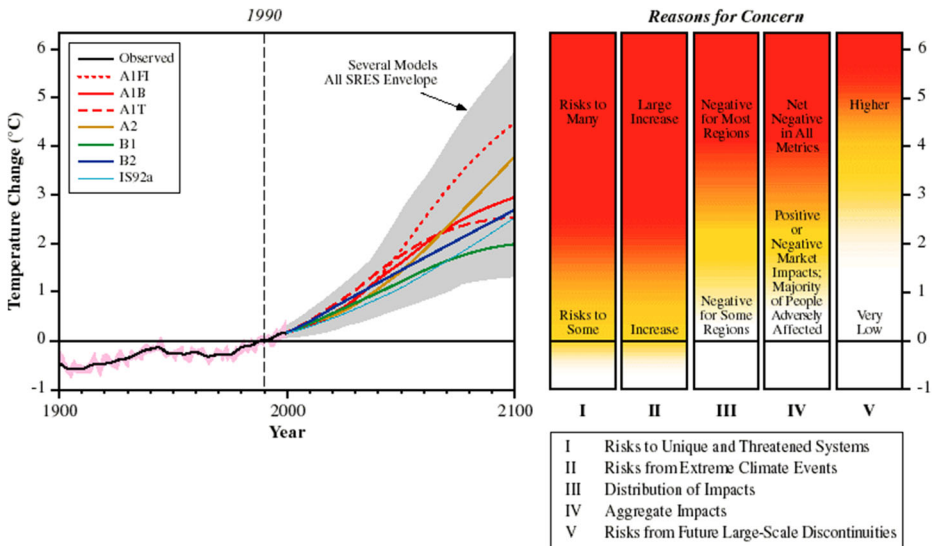 1990
Reasons for Concern
6
5
4
3
2
1
0
-1
Temperature Change (°C)
Observed
A1FI
A1B
A1T
A2
B1
B2
IS92a
Several Models
All SRES Envelope
1900
2000
2100
Year
Risks to
Many
Risks to
Some
I
Large
Increase
Increase
II
Negative
for Most
Regions
Negative
for Some
Regions
III
Net
Negative
in All
Metrics
Positive
or
Negative
Market
Impacts;
Majority
of People
Adversely
Affected
IV
Higher
Very
Low
V
6
5
4
3
2
1
0
-1
I Risks to Unique and Threatened Systems
II Risks from Extreme Climate Events
III Distribution of Impacts
IV Aggregate Impacts
V Risks from Future Large-Scale Discontinuities